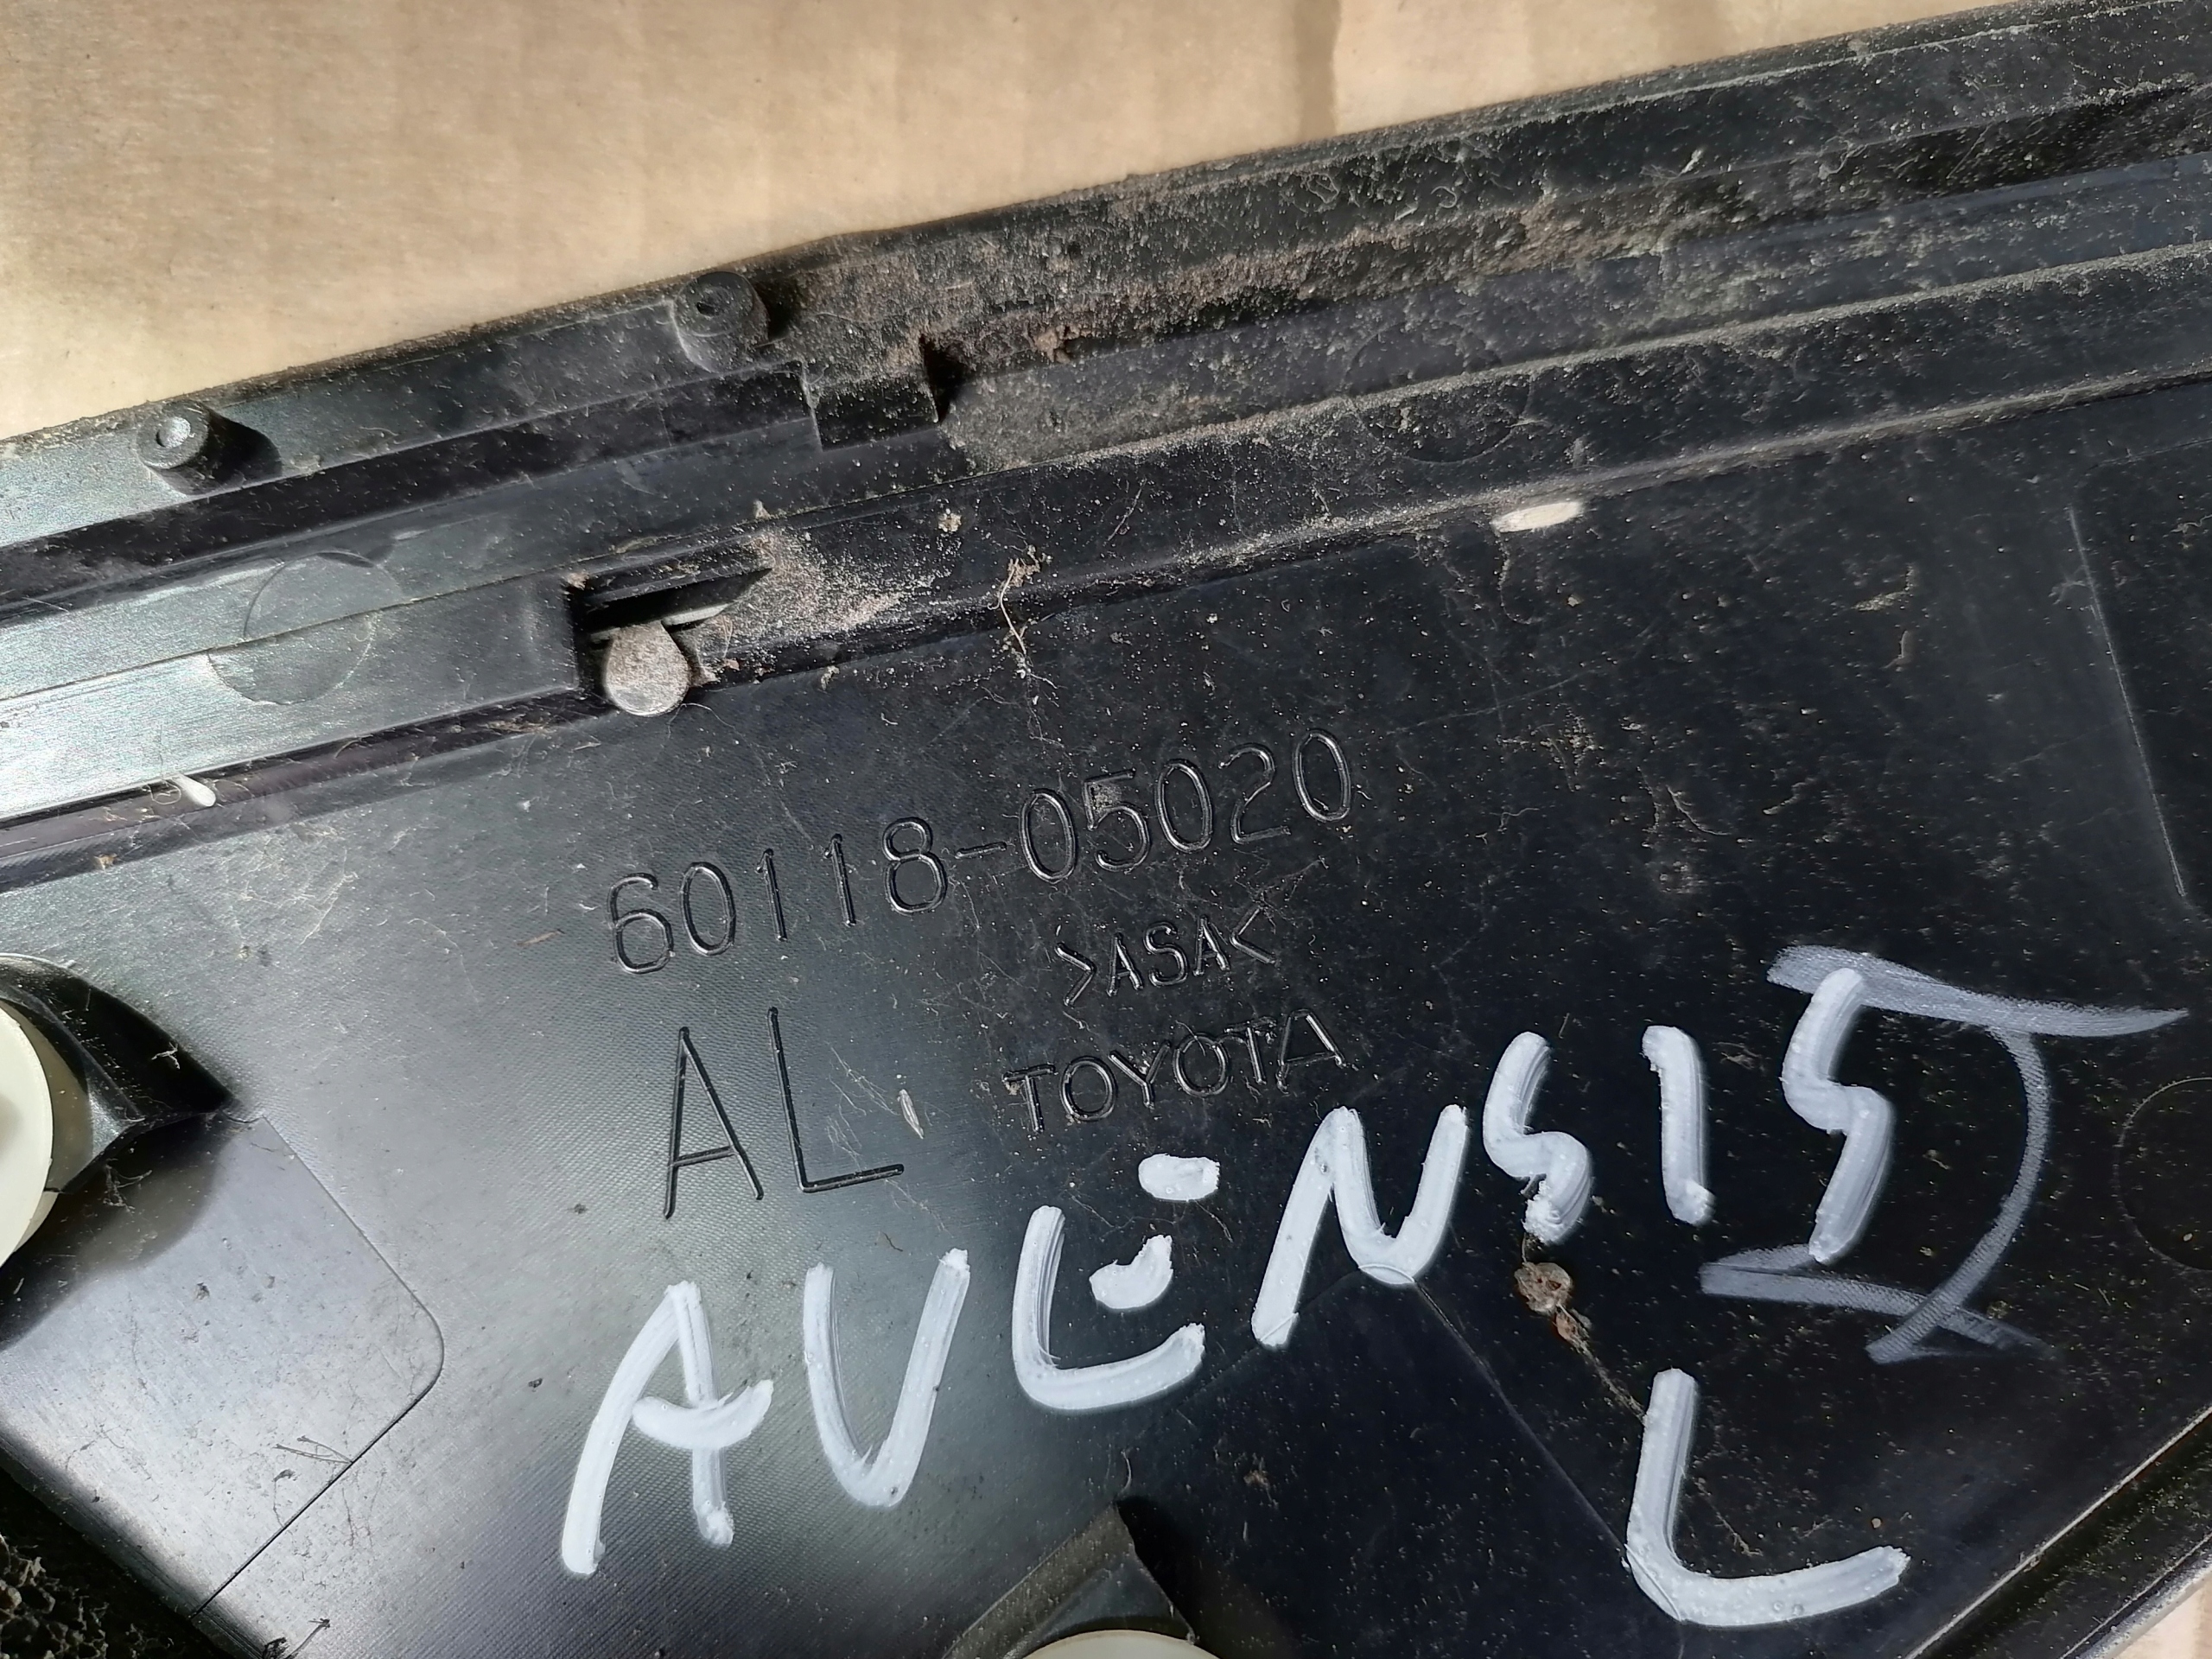 60118-05020
>ASA<
AL
TOYOTA
AVENSIS
L